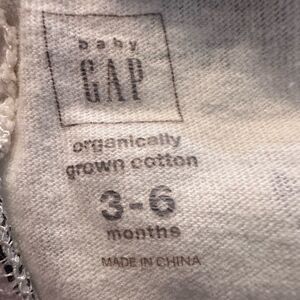 baby
GAP
organically
grown cotton
3-6
months
MADE IN CHINA